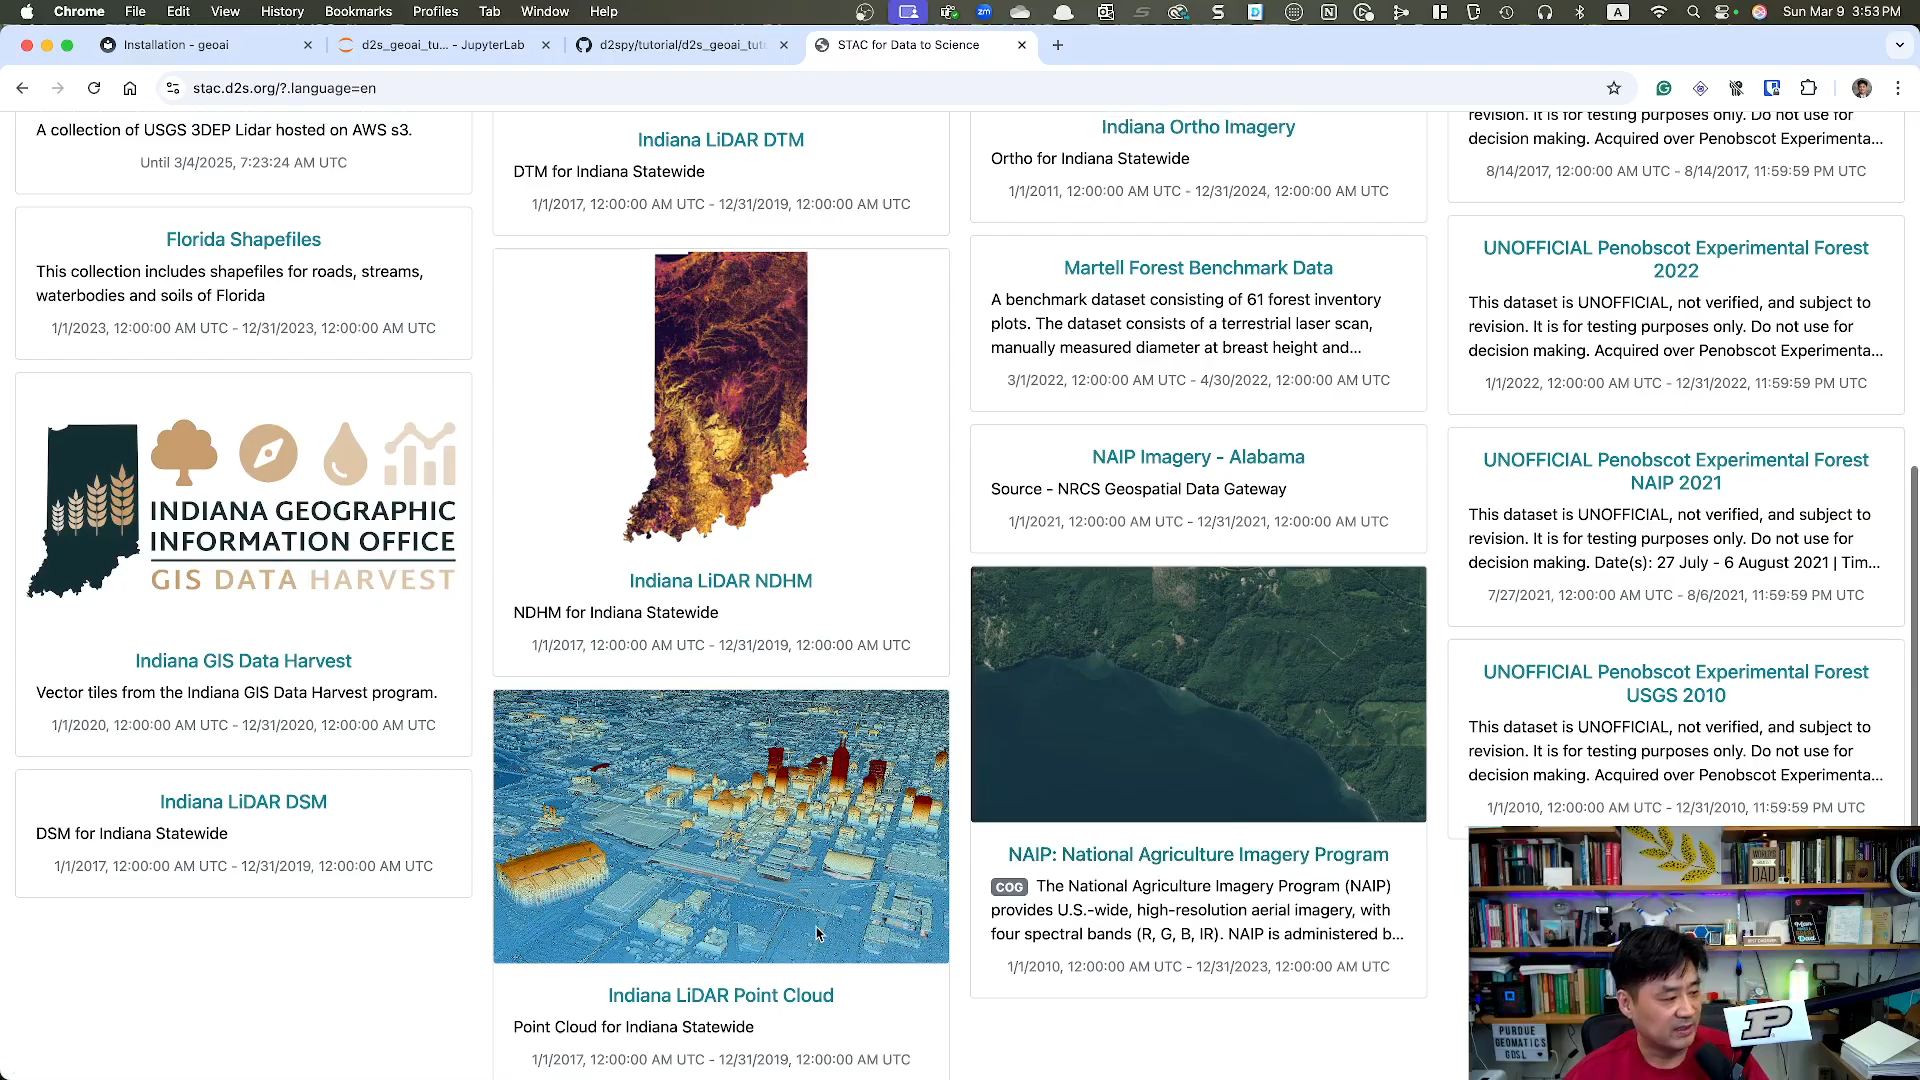 Chrome File Edit View History Bookmarks Profiles Tab Window Help
Sun Mar 9 3:53 PM
Installation - geoai
d2s_geoai_tu... - JupyterLab
d2spy/tutorial/d2s_geoai_tut
STAC for Data to Science
stac.d2s.org/?.language=en
A collection of USGS 3DEP Lidar hosted on AWS s3.
Until 3/4/2025, 7:23:24 AM UTC
Florida Shapefiles
This collection includes shapefiles for roads, streams,
waterbodies and soils of Florida
1/1/2023, 12:00:00 AM UTC - 12/31/2023, 12:00:00 AM UTC
INDIANA GEOGRAPHIC
INFORMATION OFFICE
GIS DATA HARVEST
Indiana GIS Data Harvest
Vector tiles from the Indiana GIS Data Harvest program.
1/1/2020, 12:00:00 AM UTC - 12/31/2020, 12:00:00 AM UTC
Indiana LiDAR DSM
DSM for Indiana Statewide
1/1/2017, 12:00:00 AM UTC - 12/31/2019, 12:00:00 AM UTC
Indiana LiDAR DTM
DTM for Indiana Statewide
1/1/2017, 12:00:00 AM UTC - 12/31/2019, 12:00:00 AM UTC
Indiana LiDAR NDHM
NDHM for Indiana Statewide
1/1/2017, 12:00:00 AM UTC - 12/31/2019, 12:00:00 AM UTC
Indiana LiDAR Point Cloud
Point Cloud for Indiana Statewide
1/1/2017, 12:00:00 AM UTC - 12/31/2019, 12:00:00 AM UTC
Indiana Ortho Imagery
Ortho for Indiana Statewide
1/1/2011, 12:00:00 AM UTC - 12/31/2024, 12:00:00 AM UTC
Martell Forest Benchmark Data
A benchmark dataset consisting of 61 forest inventory
plots. The dataset consists of a terrestrial laser scan,
manually measured diameter at breast height and...
3/1/2022, 12:00:00 AM UTC - 4/30/2022, 12:00:00 AM UTC
NAIP Imagery - Alabama
Source - NRCS Geospatial Data Gateway
1/1/2021, 12:00:00 AM UTC - 12/31/2021, 12:00:00 AM UTC
NAIP: National Agriculture Imagery Program
COG The National Agriculture Imagery Program (NAIP)
provides U.S.-wide, high-resolution aerial imagery, with
four spectral bands (R, G, B, IR). NAIP is administered b...
1/1/2010, 12:00:00 AM UTC - 12/31/2023, 12:00:00 AM UTC
revision. It is for testing purposes only. Do not use for
decision making. Acquired over Penobscot Experimenta...
8/14/2017, 12:00:00 AM UTC - 8/14/2017, 11:59:59 PM UTC
UNOFFICIAL Penobscot Experimental Forest
2022
This dataset is UNOFFICIAL, not verified, and subject to
revision. It is for testing purposes only. Do not use for
decision making. Acquired over Penobscot Experimenta...
1/1/2022, 12:00:00 AM UTC - 12/31/2022, 11:59:59 PM UTC
UNOFFICIAL Penobscot Experimental Forest
NAIP 2021
This dataset is UNOFFICIAL, not verified, and subject to
revision. It is for testing purposes only. Do not use for
decision making. Date(s): 27 July - 6 August 2021 | Tim...
7/27/2021, 12:00:00 AM UTC - 8/6/2021, 11:59:59 PM UTC
UNOFFICIAL Penobscot Experimental Forest
USGS 2010
This dataset is UNOFFICIAL, not verified, and subject to
revision. It is for testing purposes only. Do not use for
decision making. Acquired over Penobscot Experimenta...
1/1/2010, 12:00:00 AM UTC - 12/31/2010, 11:59:59 PM UTC
WORLD'S
DAD
P
PURDUE
GEOMATICS
GDSL